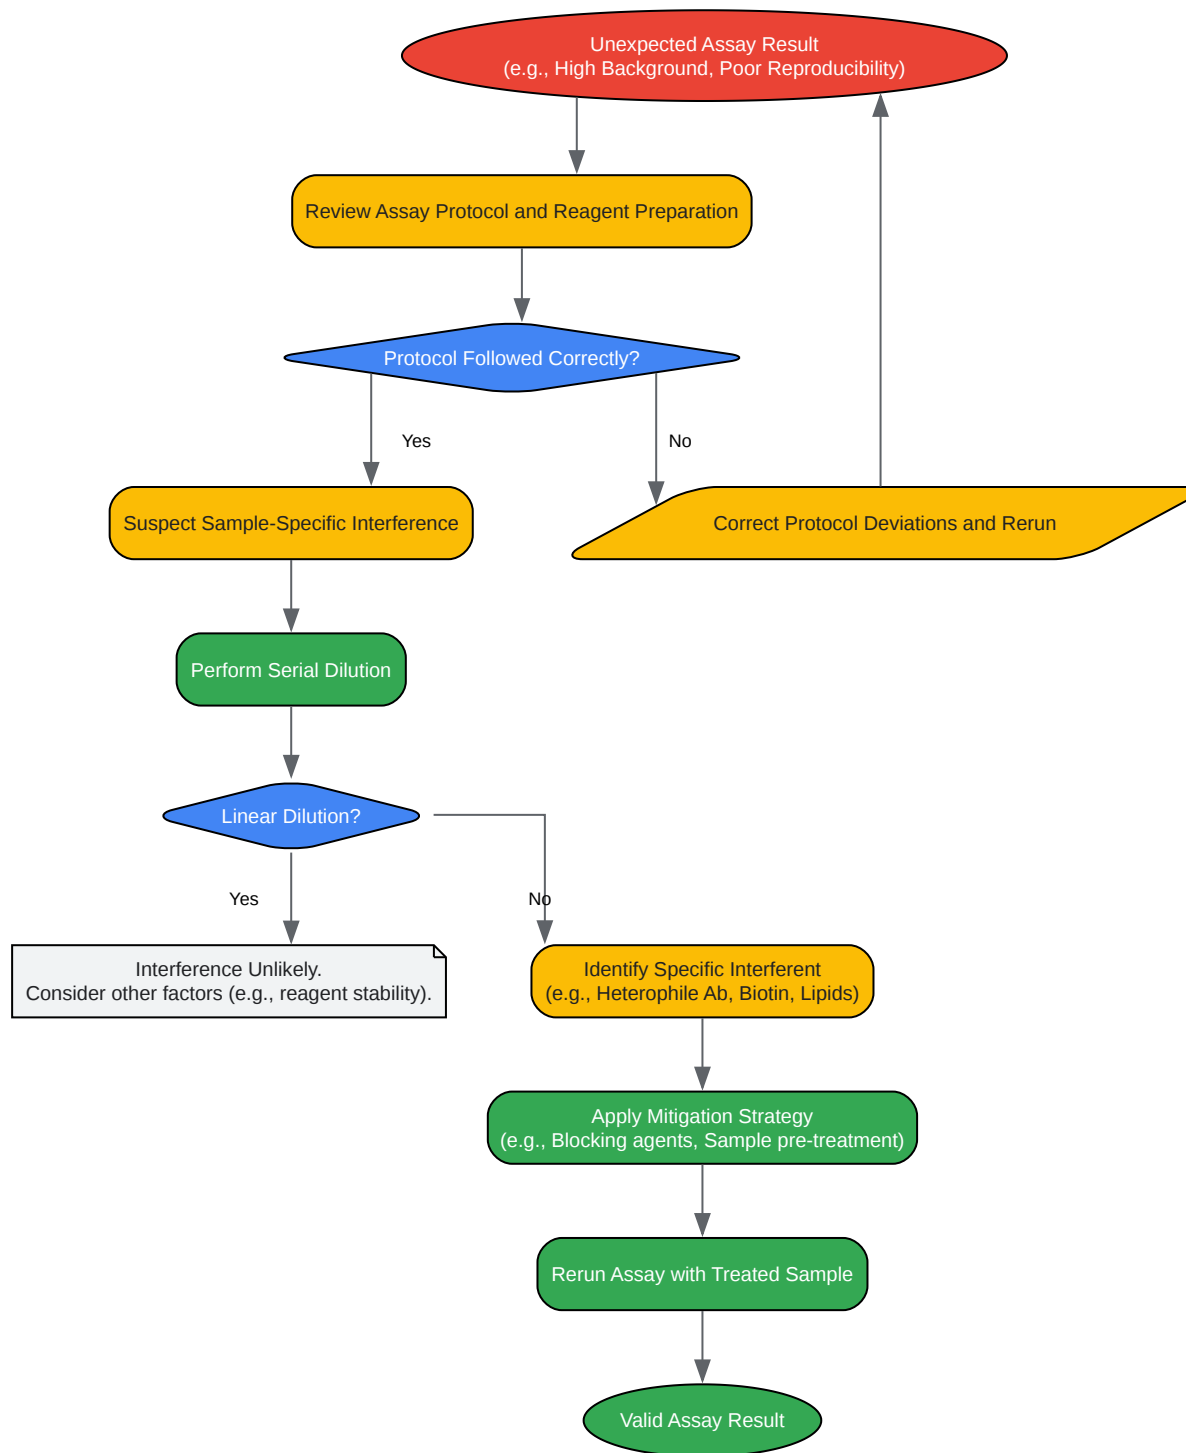 Unexpected Assay Result
(e.g., High Background, Poor Reproducibility)
Review Assay Protocol and Reagent Preparation
Protocol Followed Correctly?
Yes
No
Suspect Sample-Specific Interference
Correct Protocol Deviations and Rerun
Perform Serial Dilution
Linear Dilution?
Yes
No
Interference Unlikely.
Consider other factors (e.g., reagent stability).
Identify Specific Interferent
(e.g., Heterophile Ab, Biotin, Lipids)
Apply Mitigation Strategy
(e.g., Blocking agents, Sample pre-treatment)
Rerun Assay with Treated Sample
Valid Assay Result